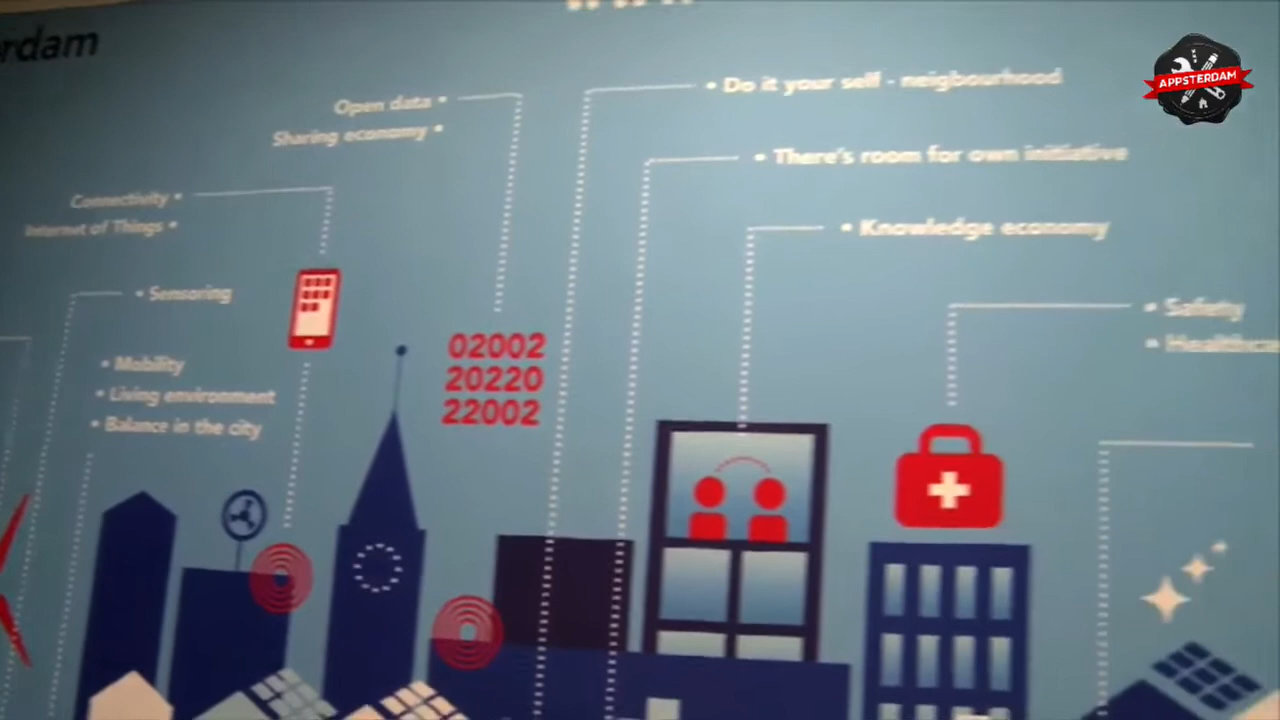 rdam
APPSTERDAM
Open data •
Sharing economy •
• Do it your self - neigbourhood
• There's room for own initiative
Connectivity •
Internet of Things •
• Knowledge economy
• Sensoring
• Safety
• Mobility
• Living environment
• Balance in the city
02002
20220
22002